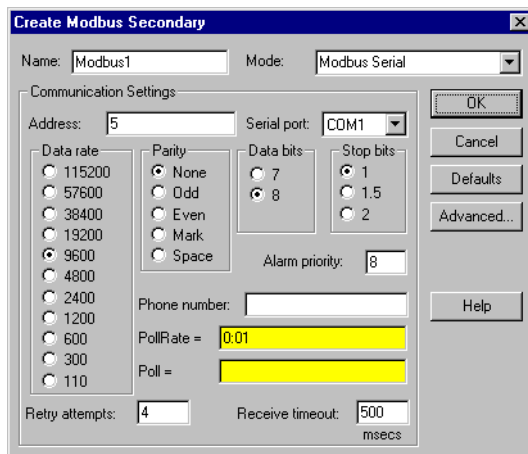 Create Modbus Secondary
Name: Modbus1 Mode: Modbus Serial
Communication Settings
OK
Address: 5 Serial port: COM1
Cancel
Data rate Parity Data bits Stop bits
115200 None 7 1
57600 Odd 8 1.5
Defaults
38400 Even 2
19200 Mark
Advanced...
9600 Space Alarm priority: 8
4800
2400 Phone number:
Help
1200
600 PollRate = 0:01
300
110 Poll =
Retry attempts: 4 Receive timeout: 500
msecs